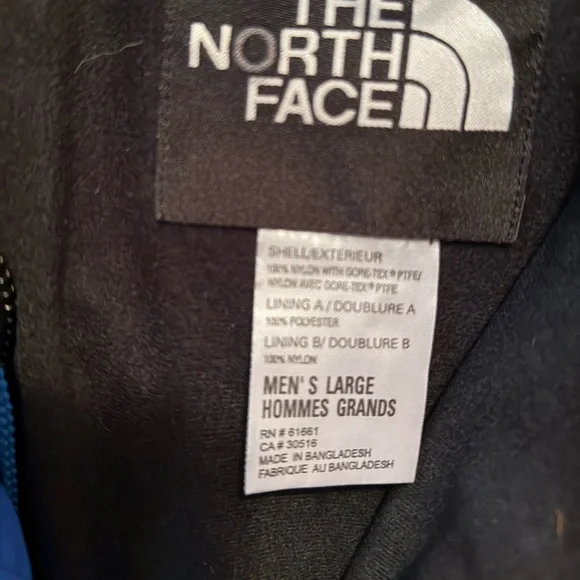 THE
NORTH
FACE
SHELL/EXTERIEUR
100% NYLON WITH GORE-TEX® PTFE/
NYLON AVEC GORE-TEX® PTFE
LINING A / DOUBLURE A
100% POLYESTER
LINING B/ DOUBLURE B
100% NYLON
MEN'S LARGE
HOMMES GRANDS
RN # 61661
CA # 30516
MADE IN BANGLADESH
FABRIQUE AU BANGLADESH